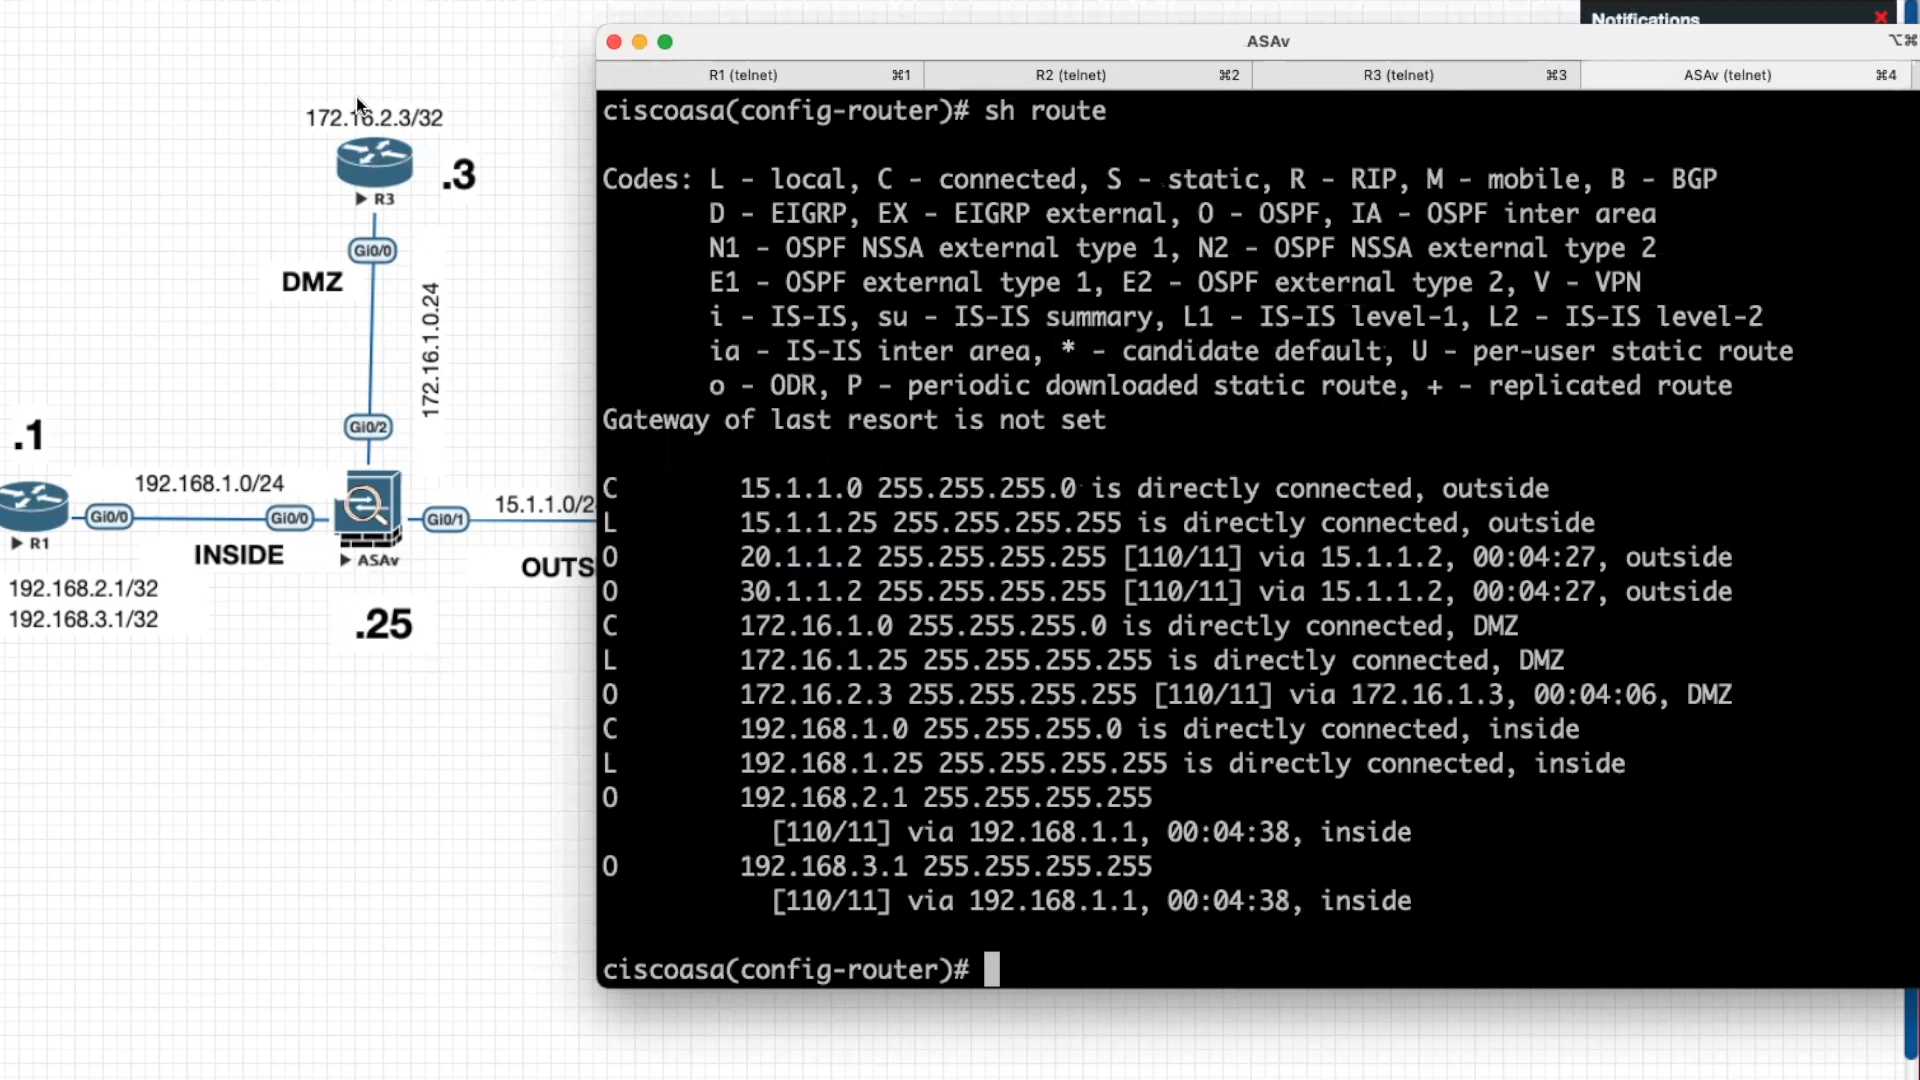 Notifications
ASAv
⌥⌘
R1 (telnet) ⌘1
R2 (telnet) ⌘2
R3 (telnet) ⌘3
ASAv (telnet) ⌘4
172.16.2.3/32
.3
R3
Gi0/0
DMZ
172.16.1.0.24
Gi0/2
.1
192.168.1.0/24
15.1.1.0/2
Gi0/0
Gi0/0
Gi0/1
R1
INSIDE
ASAv
OUTS
192.168.2.1/32
192.168.3.1/32
.25
ciscoasa(config-router)# sh route
Codes: L - local, C - connected, S - static, R - RIP, M - mobile, B - BGP
D - EIGRP, EX - EIGRP external, O - OSPF, IA - OSPF inter area
N1 - OSPF NSSA external type 1, N2 - OSPF NSSA external type 2
E1 - OSPF external type 1, E2 - OSPF external type 2, V - VPN
i - IS-IS, su - IS-IS summary, L1 - IS-IS level-1, L2 - IS-IS level-2
ia - IS-IS inter area, * - candidate default, U - per-user static route
o - ODR, P - periodic downloaded static route, + - replicated route
Gateway of last resort is not set
C 15.1.1.0 255.255.255.0 is directly connected, outside
L 15.1.1.25 255.255.255.255 is directly connected, outside
O 20.1.1.2 255.255.255.255 [110/11] via 15.1.1.2, 00:04:27, outside
O 30.1.1.2 255.255.255.255 [110/11] via 15.1.1.2, 00:04:27, outside
C 172.16.1.0 255.255.255.0 is directly connected, DMZ
L 172.16.1.25 255.255.255.255 is directly connected, DMZ
O 172.16.2.3 255.255.255.255 [110/11] via 172.16.1.3, 00:04:06, DMZ
C 192.168.1.0 255.255.255.0 is directly connected, inside
L 192.168.1.25 255.255.255.255 is directly connected, inside
O 192.168.2.1 255.255.255.255
[110/11] via 192.168.1.1, 00:04:38, inside
O 192.168.3.1 255.255.255.255
[110/11] via 192.168.1.1, 00:04:38, inside
ciscoasa(config-router)#